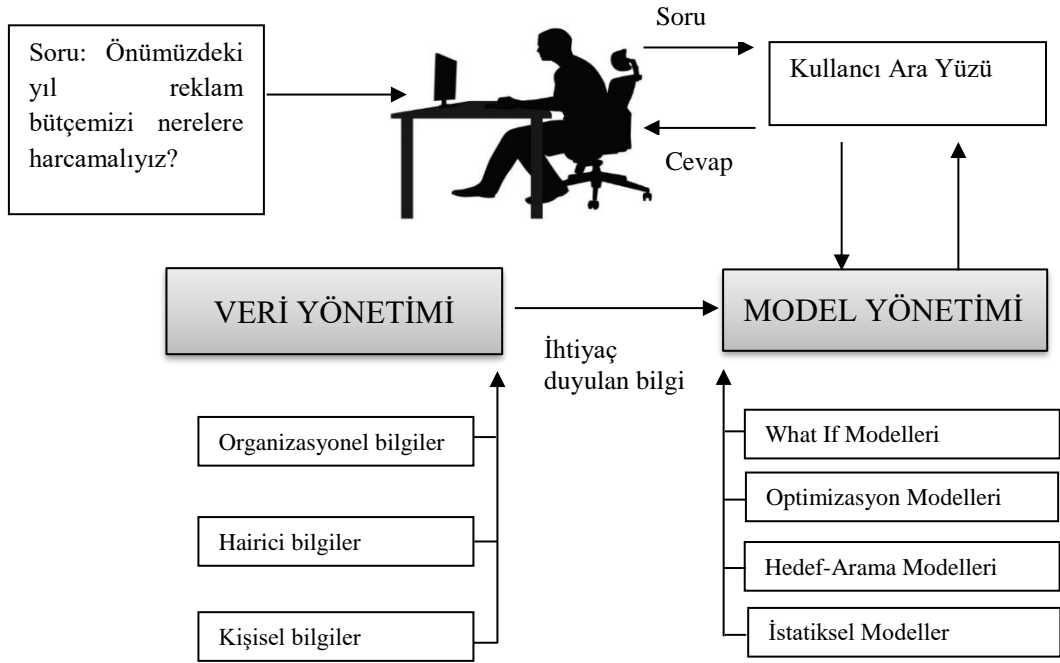 Soru: Önümüzdeki
yıl reklam
bütçemizi nerelere
harcamalıyız?
Soru
Cevap
Kullancı Ara Yüzü
VERİ YÖNETİMİ
İhtiyaç
duyulan bilgi
MODEL YÖNETİMİ
Organizasyonel bilgiler
Hairici bilgiler
Kişisel bilgiler
What If Modelleri
Optimizasyon Modelleri
Hedef-Arama Modelleri
İstatiksel Modeller